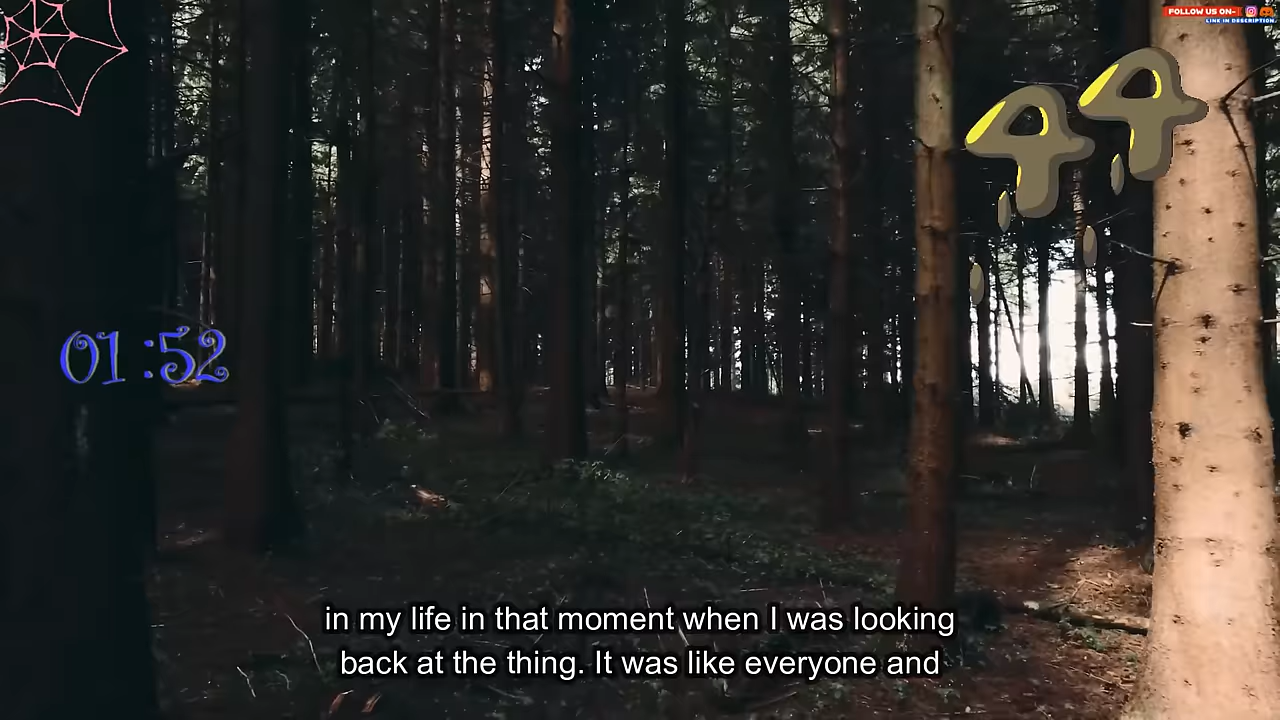 FOLLOW US ON-
LINK IN DESCRIPTION
44
01:52
in my life in that moment when I was looking
back at the thing. It was like everyone and